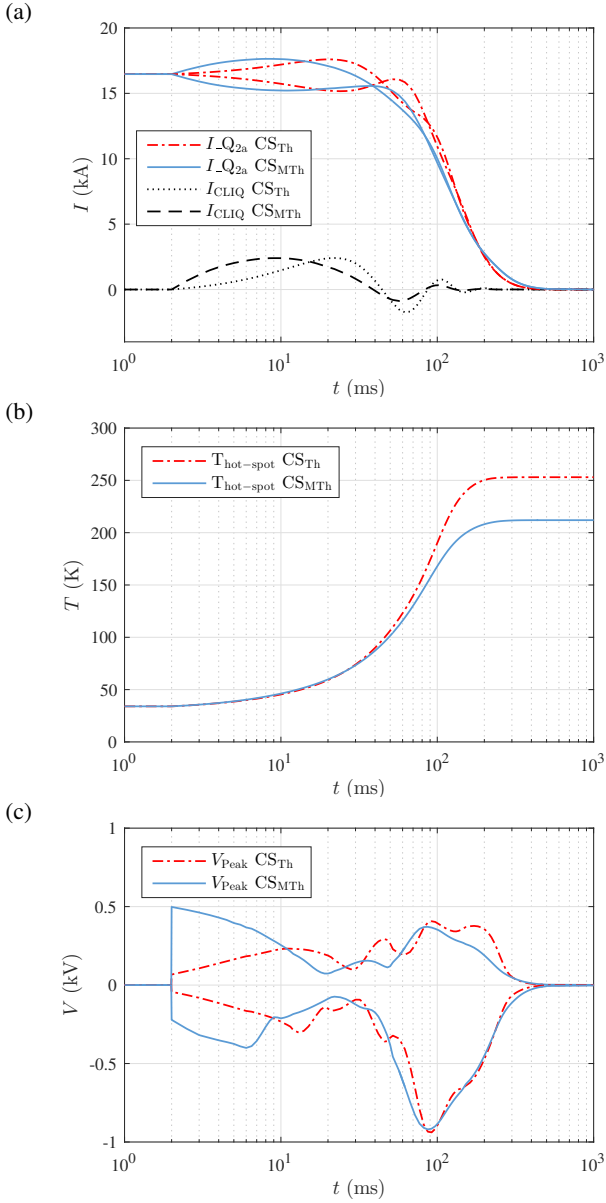 (a)
20
15
10
5
0
I (kA)
I_Q2a CSTh
I_Q2a CSMTh
ICLIQ CSTh
ICLIQ CSMTh
10^0 10^1 10^2 10^3
t (ms)
(b)
300
250
200
150
100
50
0
T (K)
Thot−spot CSTh
Thot−spot CSMTh
10^0 10^1 10^2 10^3
t (ms)
(c)
1
0.5
0
-0.5
-1
V (kV)
VPeak CSTh
VPeak CSMTh
10^0 10^1 10^2 10^3
t (ms)